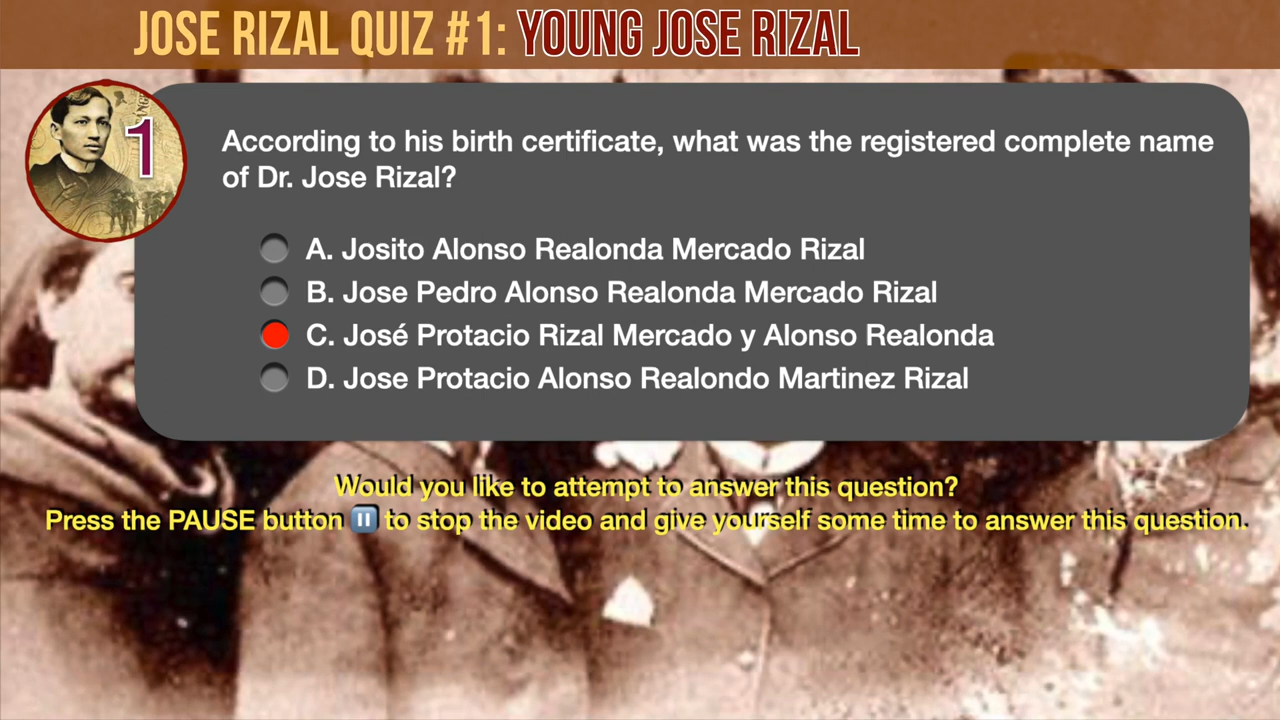 JOSE RIZAL QUIZ #1: YOUNG JOSE RIZAL
1
According to his birth certificate, what was the registered complete name
of Dr. Jose Rizal?
A. Josito Alonso Realonda Mercado Rizal
B. Jose Pedro Alonso Realonda Mercado Rizal
C. José Protacio Rizal Mercado y Alonso Realonda
D. Jose Protacio Alonso Realondo Martinez Rizal
Would you like to attempt to answer this question?
Press the PAUSE button ⏸️ to stop the video and give yourself some time to answer this question.